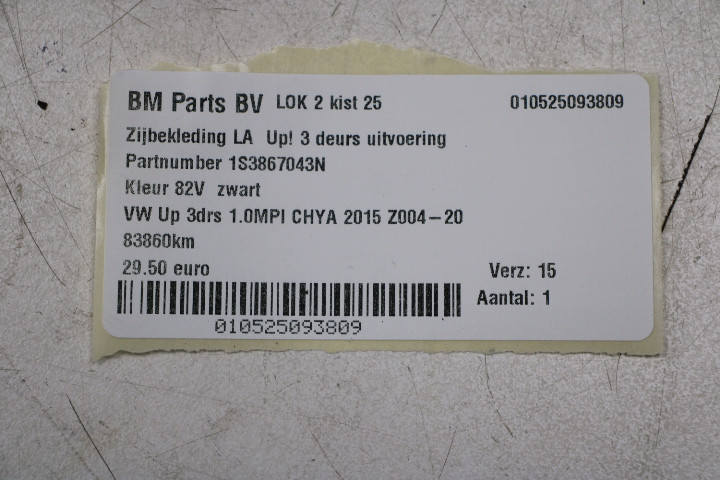 BM Parts BV LOK 2 kist 25 010525093809
Zijbekleding LA Up! 3 deurs uitvoering
Partnumber 1S3867043N
Kleur 82V zwart
VW Up 3drs 1.0MPI CHYA 2015 Z004-20
83860km
29.50 euro Verz: 15
Aantal: 1
010525093809